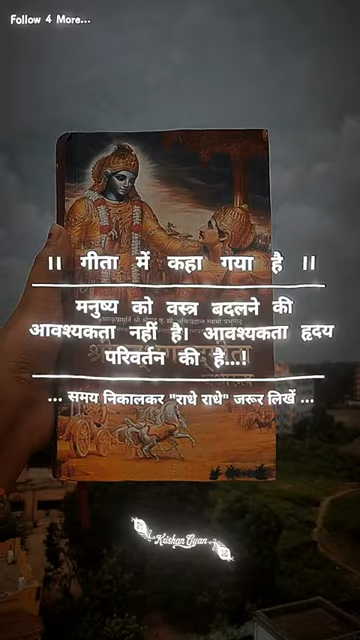 Follow 4 More...
।। गीता में कहा गया है ।।
मनुष्य को वस्त्र बदलने की
आवश्यकता नहीं है। आवश्यकता हृदय
परिवर्तन की है...!
... समय निकालकर "राधे राधे" जरूर लिखें ...
Krishan Gyan